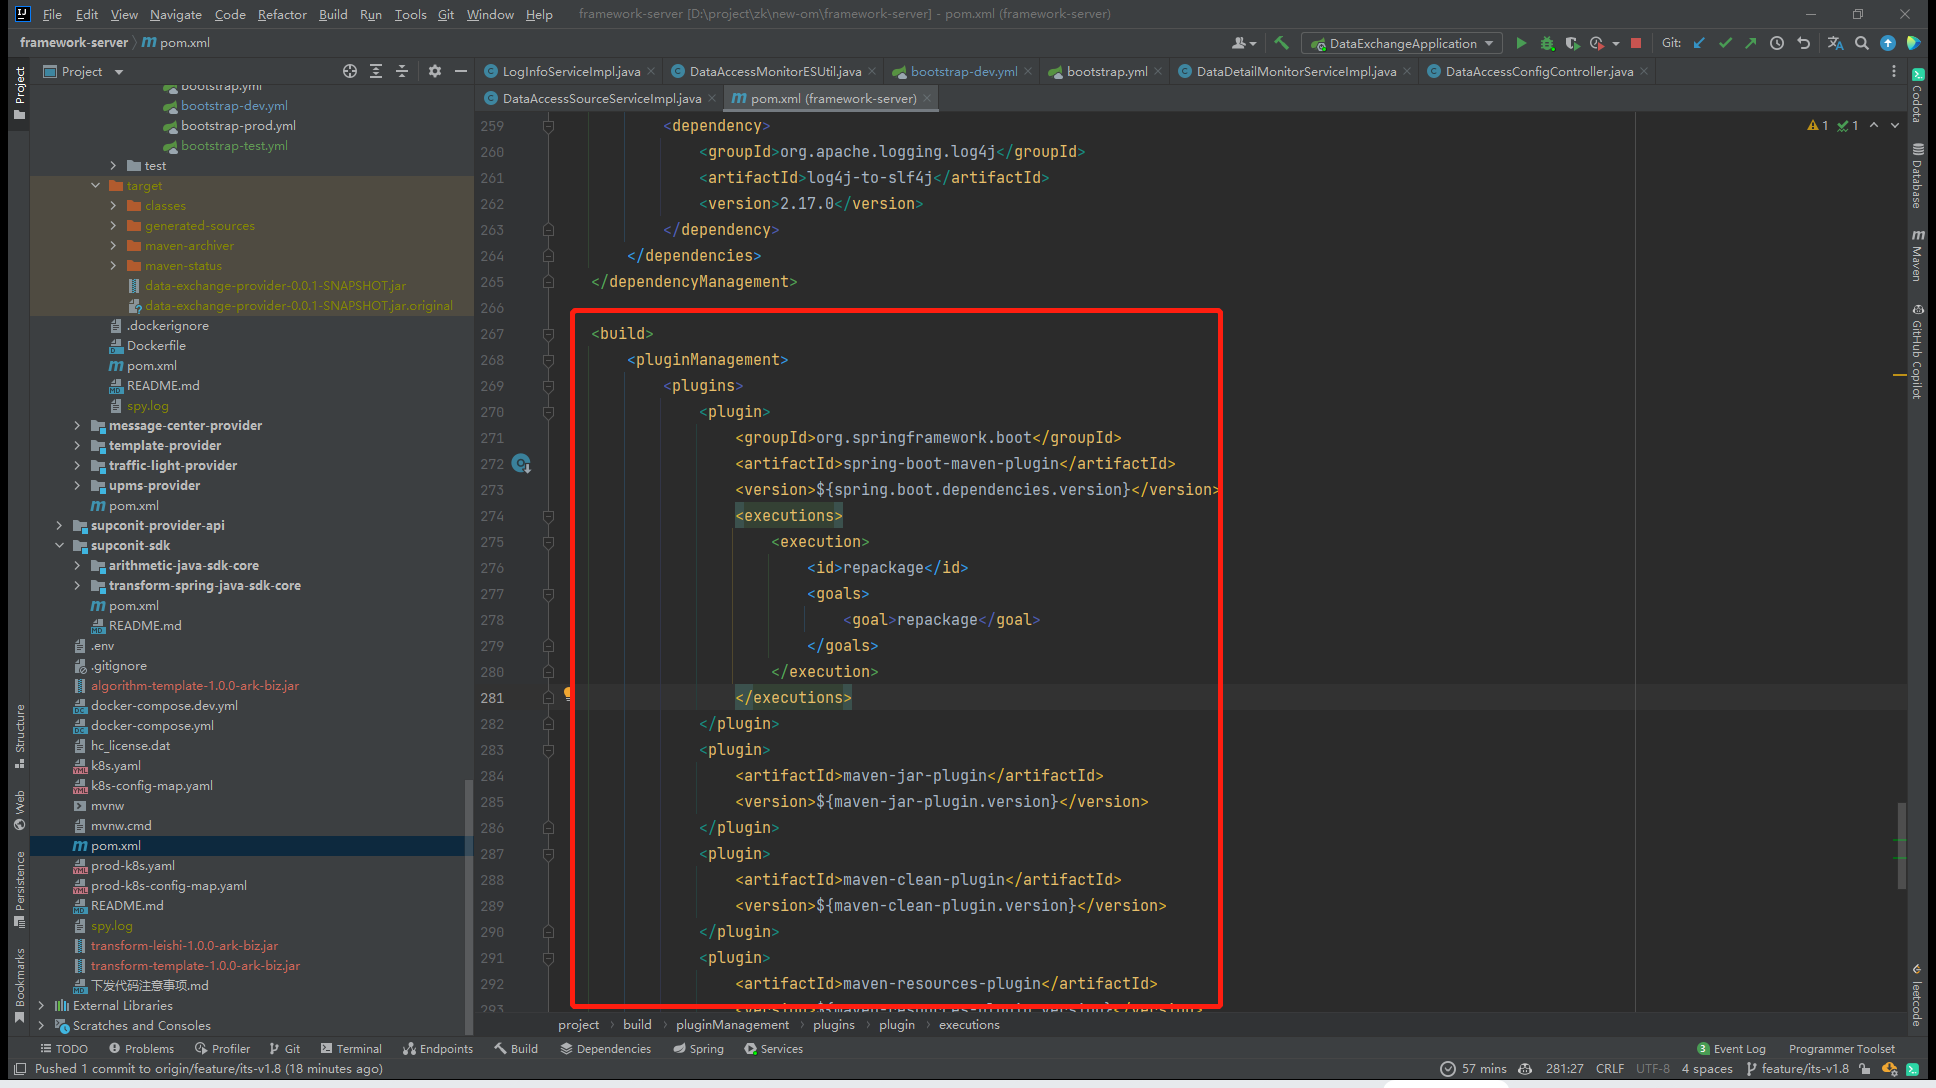 File Edit View Navigate Code Refactor Build Run Tools Git Window Help framework-server [D:\project\zk\new-om\framework-server] - pom.xml (framework-server)
framework-server pom.xml
DataExchangeApplication Git:
Project
LogInfoServiceImpl.java DataAccessMonitorESUtil.java bootstrap-dev.yml bootstrap.yml DataDetailMonitorServiceImpl.java DataAccessConfigController.java
DataAccessSourceServiceImpl.java pom.xml (framework-server)
Project
Structure
Web
Persistence
Bookmarks
bootstrap.yml
bootstrap-dev.yml
bootstrap-prod.yml
bootstrap-test.yml
test
target
classes
generated-sources
maven-archiver
maven-status
data-exchange-provider-0.0.1-SNAPSHOT.jar
data-exchange-provider-0.0.1-SNAPSHOT.jar.original
.dockerignore
Dockerfile
pom.xml
README.md
spy.log
message-center-provider
template-provider
traffic-light-provider
upms-provider
pom.xml
supconit-provider-api
supconit-sdk
arithmetic-java-sdk-core
transform-spring-java-sdk-core
pom.xml
README.md
.env
.gitignore
algorithm-template-1.0.0-ark-biz.jar
docker-compose.dev.yml
docker-compose.yml
hc_license.dat
k8s.yaml
k8s-config-map.yaml
mvnw
mvnw.cmd
pom.xml
prod-k8s.yaml
prod-k8s-config-map.yaml
README.md
spy.log
transform-leishi-1.0.0-ark-biz.jar
transform-template-1.0.0-ark-biz.jar
下发代码注意事项.md
External Libraries
Scratches and Consoles
1 1
259 <dependency>
260 <groupId>org.apache.logging.log4j</groupId>
261 <artifactId>log4j-to-slf4j</artifactId>
262 <version>2.17.0</version>
263 </dependency>
264 </dependencies>
265 </dependencyManagement>
266
267 <build>
268 <pluginManagement>
269 <plugins>
270 <plugin>
271 <groupId>org.springframework.boot</groupId>
272 <artifactId>spring-boot-maven-plugin</artifactId>
273 <version>${spring.boot.dependencies.version}</version>
274 <executions>
275 <execution>
276 <id>repackage</id>
277 <goals>
278 <goal>repackage</goal>
279 </goals>
280 </execution>
281 </executions>
282 </plugin>
283 <plugin>
284 <artifactId>maven-jar-plugin</artifactId>
285 <version>${maven-jar-plugin.version}</version>
286 </plugin>
287 <plugin>
288 <artifactId>maven-clean-plugin</artifactId>
289 <version>${maven-clean-plugin.version}</version>
290 </plugin>
291 <plugin>
292 <artifactId>maven-resources-plugin</artifactId>
293 <version>${maven-resources-plugin.version}</version>
project build pluginManagement plugins plugin executions
Codota
Database
Maven
GitHub Copilot
leetcode
TODO Problems Profiler Git Terminal Endpoints Build Dependencies Spring Services 3 Event Log Programmer Toolset
Pushed 1 commit to origin/feature/its-v1.8 (18 minutes ago) 57 mins 281:27 CRLF UTF-8 4 spaces feature/its-v1.8